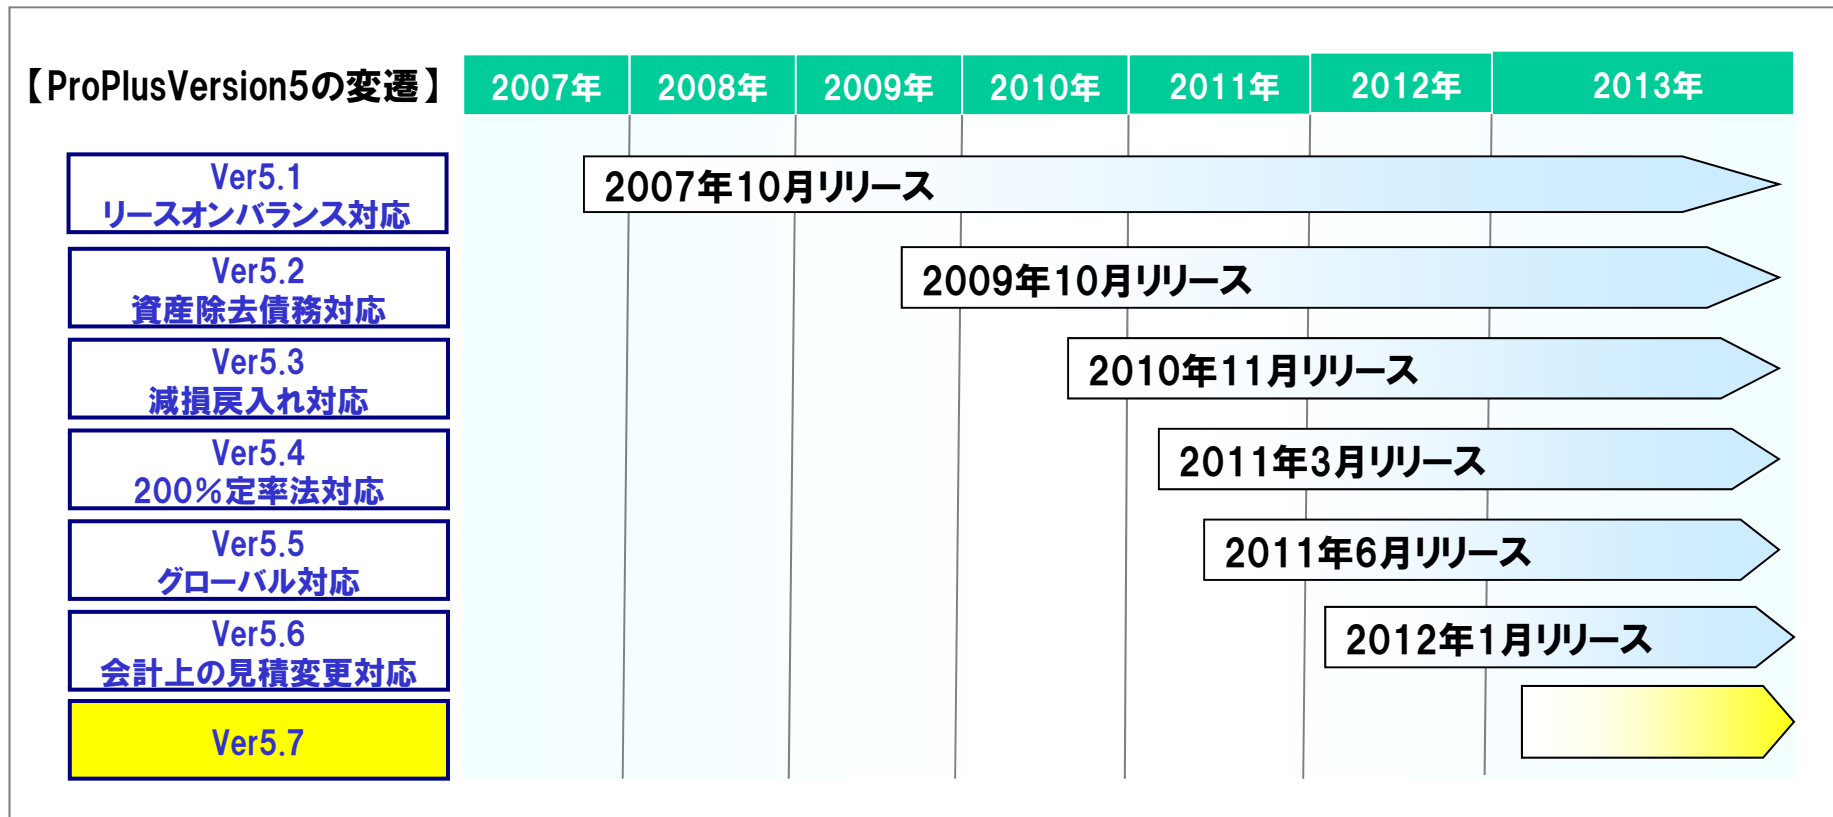 【ProPlusVersion5の変遷】
2007年 2008年 2009年 2010年 2011年 2012年 2013年
Ver5.1
リースオンバランス対応
2007年10月リリース
Ver5.2
資産除去債務対応
2009年10月リリース
Ver5.3
減損戻入れ対応
2010年11月リリース
Ver5.4
200%定率法対応
2011年3月リリース
Ver5.5
グローバル対応
2011年6月リリース
Ver5.6
会計上の見積変更対応
2012年1月リリース
Ver5.7